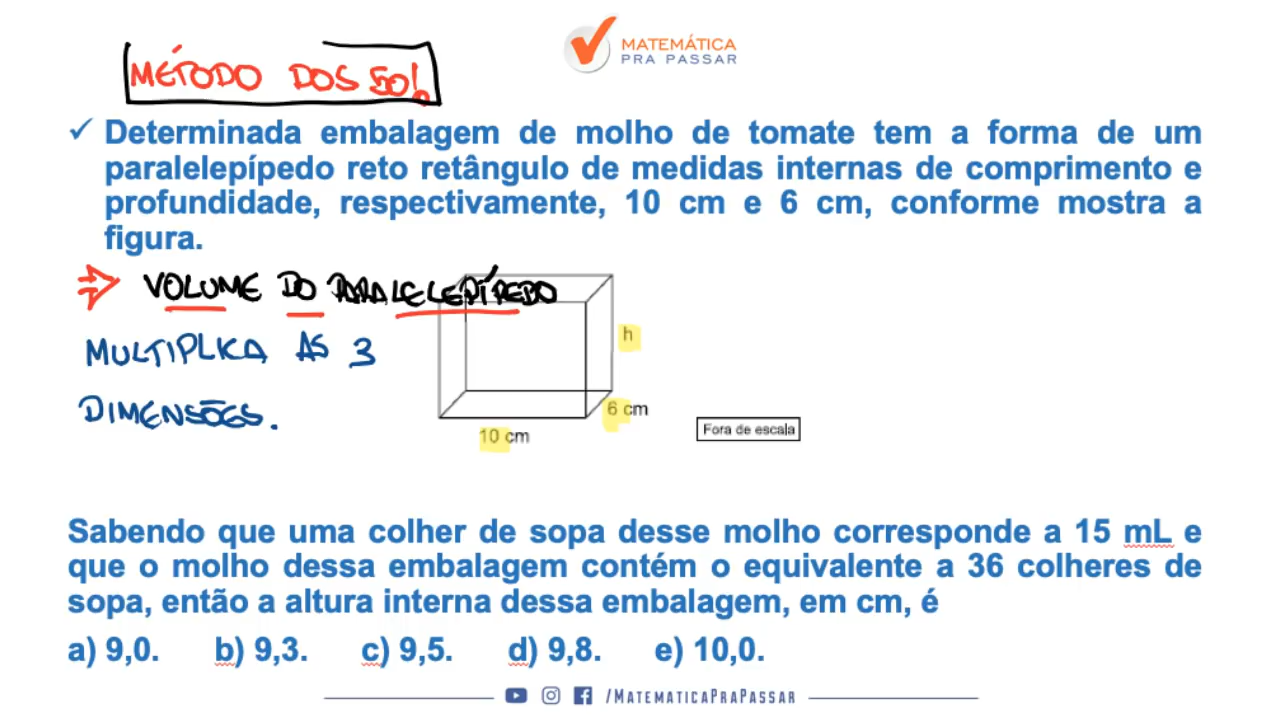 MATEMÁTICA
PRA PASSAR
MÉTODO DOS 50!
✓ Determinada embalagem de molho de tomate tem a forma de um
paralelepípedo reto retângulo de medidas internas de comprimento e
profundidade, respectivamente, 10 cm e 6 cm, conforme mostra a
figura.
⇒ VOLUME DO PARALELEPÍPEDO
MULTIPLICA AS 3
DIMENSÕES.
h
6 cm
10 cm
Fora de escala
Sabendo que uma colher de sopa desse molho corresponde a 15 mL e
que o molho dessa embalagem contém o equivalente a 36 colheres de
sopa, então a altura interna dessa embalagem, em cm, é
a) 9,0. b) 9,3. c) 9,5. d) 9,8. e) 10,0.
/MATEMATICAPRAPASSAR